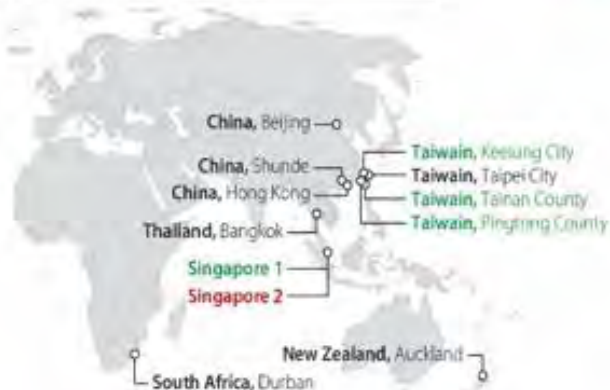 China, Beijing
China, Shunde
China, Hong Kong
Thailand, Bangkok
Singapore 1
Singapore 2
South Africa, Durban
Taiwain, Keelung City
Taiwain, Taipei City
Taiwain, Tainan County
Taiwain, Pingtong County
New Zealand, Auckland